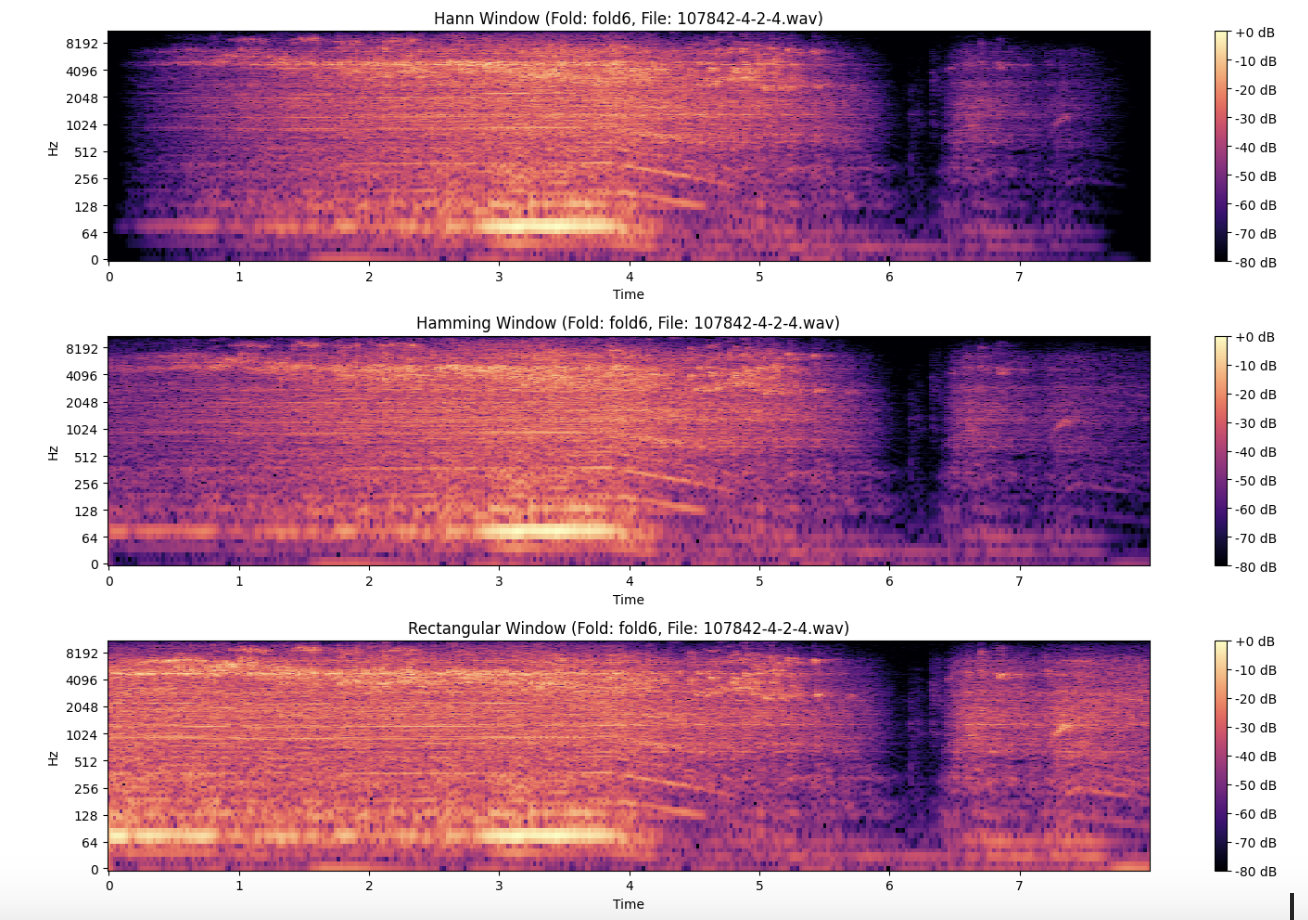 Hann Window (Fold: fold6, File: 107842-4-2-4.wav)
8192
4096
2048
1024
512
256
128
64
0
Hz
0 1 2 3 4 5 6 7
Time
+0 dB
-10 dB
-20 dB
-30 dB
-40 dB
-50 dB
-60 dB
-70 dB
-80 dB
Hamming Window (Fold: fold6, File: 107842-4-2-4.wav)
8192
4096
2048
1024
512
256
128
64
0
Hz
0 1 2 3 4 5 6 7
Time
+0 dB
-10 dB
-20 dB
-30 dB
-40 dB
-50 dB
-60 dB
-70 dB
-80 dB
Rectangular Window (Fold: fold6, File: 107842-4-2-4.wav)
8192
4096
2048
1024
512
256
128
64
0
Hz
0 1 2 3 4 5 6 7
Time
+0 dB
-10 dB
-20 dB
-30 dB
-40 dB
-50 dB
-60 dB
-70 dB
-80 dB